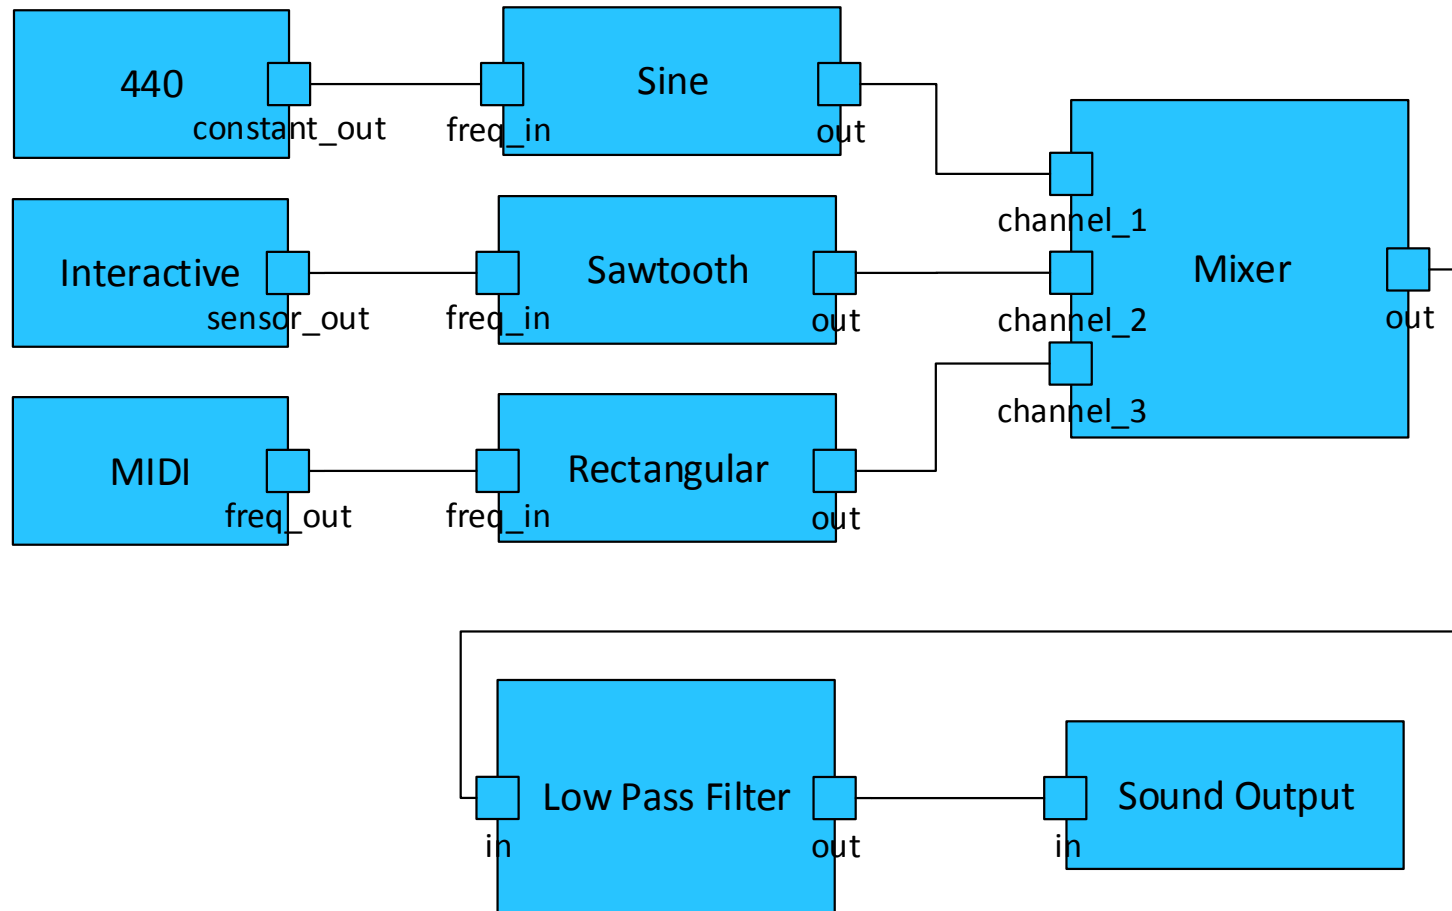 440
constant_out
freq_in
Sine
out
Interactive
sensor_out
freq_in
Sawtooth
out
MIDI
freq_out
freq_in
Rectangular
out
channel_1
channel_2
channel_3
Mixer
out
in
Low Pass Filter
out
in
Sound Output